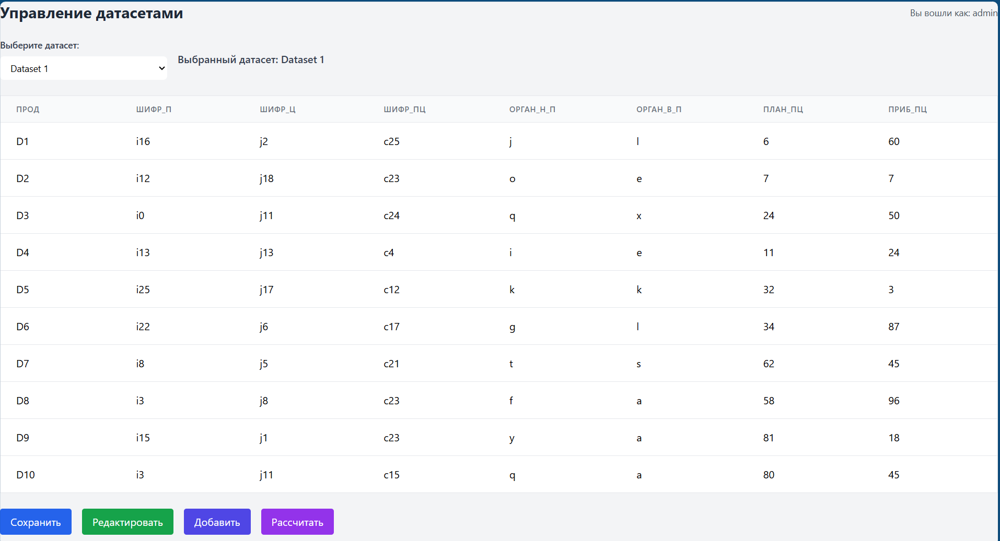 Управление датасетами
Вы вошли как: admin
Выберите датасет:
Dataset 1
Выбранный датасет: Dataset 1
ПРОД ШИФР_П ШИФР_Ц ШИФР_ПЦ ОРГАН_Н_П ОРГАН_В_П ПЛАН_ПЦ ПРИБ_ПЦ
D1 i16 j2 c25 j l 6 60
D2 i12 j18 c23 o e 7 7
D3 i0 j11 c24 q x 24 50
D4 i13 j13 c4 i e 11 24
D5 i25 j17 c12 k k 32 3
D6 i22 j6 c17 g l 34 87
D7 i8 j5 c21 t s 62 45
D8 i3 j8 c23 f a 58 96
D9 i15 j1 c23 y a 81 18
D10 i3 j11 c15 q a 80 45
Сохранить Редактировать Добавить Рассчитать